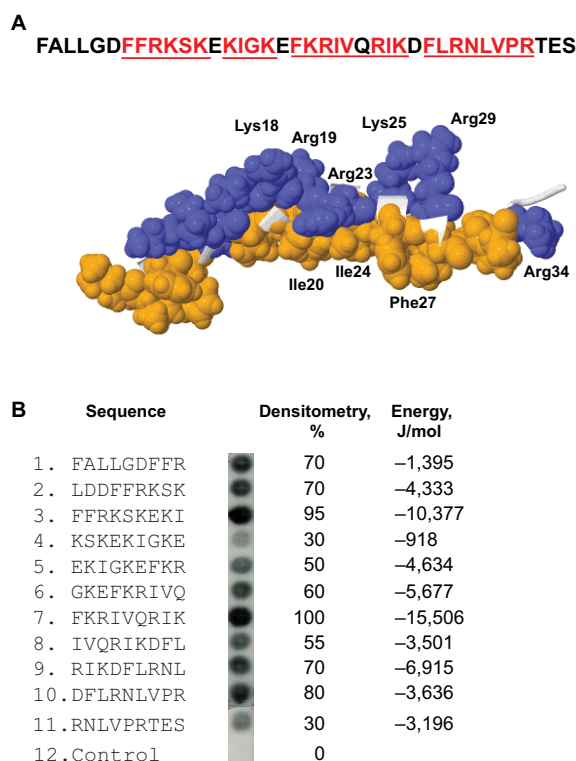 A
FALLGDFFRKSKEKIGKEFKRIVQRIKDFLRNLVPRTES
Lys18
Arg19
Lys25
Arg29
Arg23
Ile20
Ile24
Phe27
Arg34
B Sequence Densitometry, % Energy, J/mol
1. FALLGDFFR 70 –1,395
2. LDDFFRKSK 70 –4,333
3. FFRKSKEKI 95 –10,377
4. KSKEKIGKE 30 –918
5. EKIGKEFKR 50 –4,634
6. GKEFKRIVQ 60 –5,677
7. FKRIVQRIK 100 –15,506
8. IVQRIKDFL 55 –3,501
9. RIKDFLRNL 70 –6,915
10.DFLRNLVPR 80 –3,636
11.RNLVPRTES 30 –3,196
12.Control 0